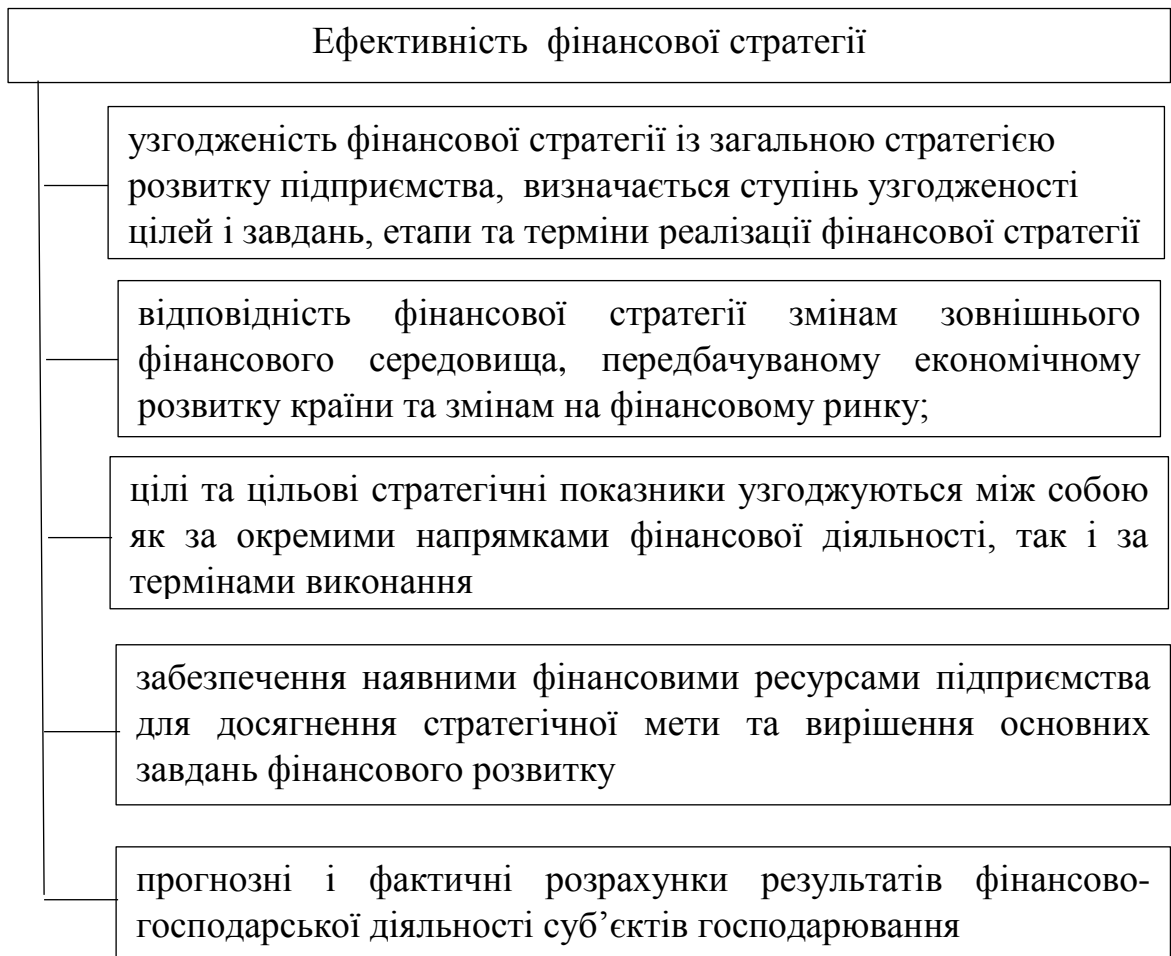 Ефективність фінансової стратегії
узгодженість фінансової стратегії із загальною стратегією
розвитку підприємства, визначається ступінь узгодженості
цілей і завдань, етапи та терміни реалізації фінансової стратегії
відповідність фінансової стратегії змінам зовнішнього
фінансового середовища, передбачуваному економічному
розвитку країни та змінам на фінансовому ринку;
цілі та цільові стратегічні показники узгоджуються між собою
як за окремими напрямками фінансової діяльності, так і за
термінами виконання
забезпечення наявними фінансовими ресурсами підприємства
для досягнення стратегічної мети та вирішення основних
завдань фінансового розвитку
прогнозні і фактичні розрахунки результатів фінансово-
господарської діяльності суб’єктів господарювання